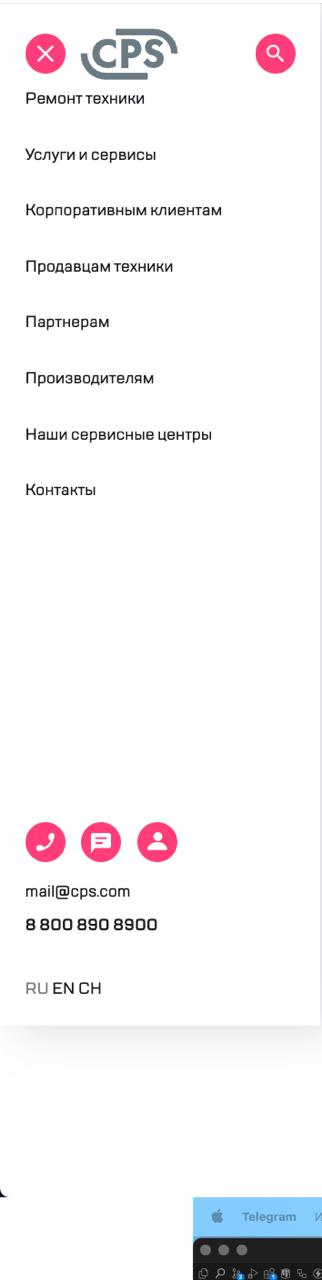 CPS
Ремонт техники
Услуги и сервисы
Корпоративным клиентам
Продавцам техники
Партнерам
Производителям
Наши сервисные центры
Контакты
mail@cps.com
8 800 890 8900
RU EN CH
Telegram